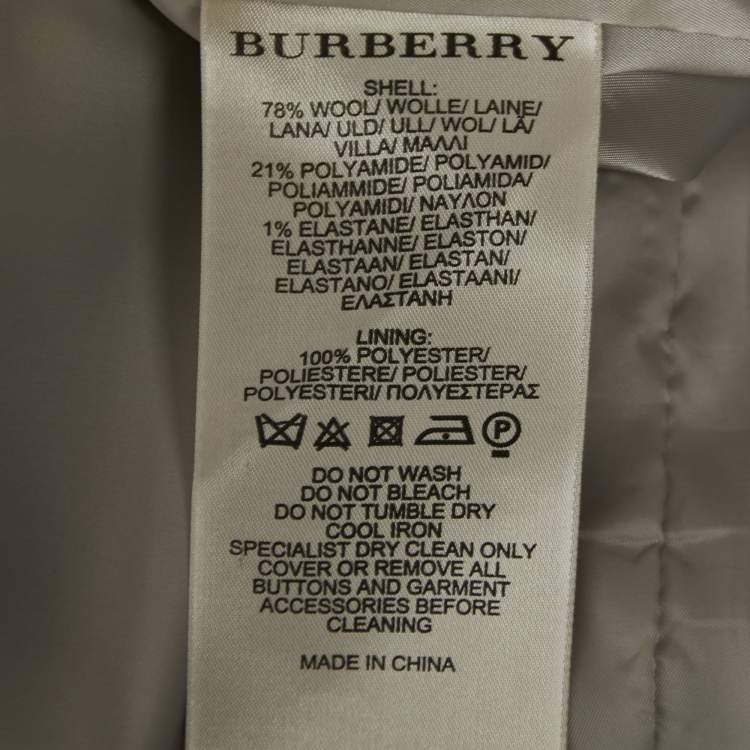 BURBERRY
SHELL:
78% WOOL/ WOLLE/ LAINE/
LANA/ ULD/ ULL/ WOL/ LÃ/
VILLA/ ΜΑΛΛΙ
21% POLYAMIDE/ POLYAMID/
POLIAMMIDE/ POLIAMIDA/
POLYAMIDI/ ΝΑΥΛΟΝ
1% ELASTANE/ ELASTHAN/
ELASTHANNE/ ELASTON/
ELASTAAN/ ELASTAN/
ELASTANO/ ELASTAANI/
ΕΛΑΣΤΑΝΗ
LINING:
100% POLYESTER/
POLIESTERE/ POLIESTER/
POLYESTERI/ ΠΟΛΥΕΣΤΕΡΑΣ
P
DO NOT WASH
DO NOT BLEACH
DO NOT TUMBLE DRY
COOL IRON
SPECIALIST DRY CLEAN ONLY
COVER OR REMOVE ALL
BUTTONS AND GARMENT
ACCESSORIES BEFORE
CLEANING
MADE IN CHINA